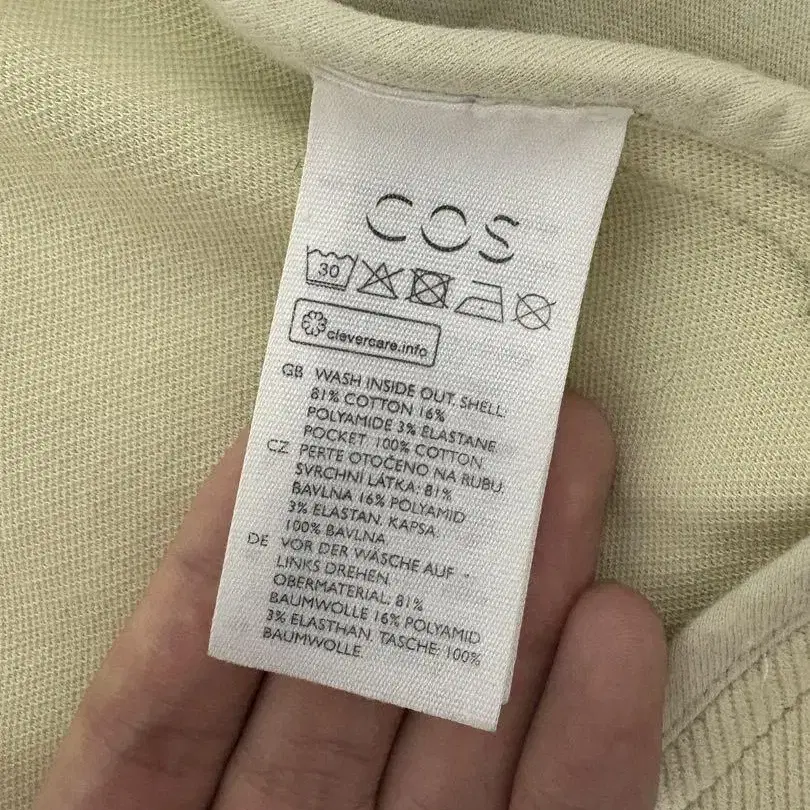 COS
30
clevercare.info
GB WASH INSIDE OUT. SHELL:
81% COTTON 16%
POLYAMIDE 3% ELASTANE
POCKET 100% COTTON
CZ PERTE OTOČENO NA RUBU.
SVRCHNÍ LÁTKA: 81%
BAVLNA 16% POLYAMID
3% ELASTAN. KAPSA:
100% BAVLNA
DE VOR DER WÄSCHE AUF
LINKS DREHEN.
OBERMATERIAL: 81%
BAUMWOLLE 16% POLYAMID
3% ELASTHAN. TASCHE: 100%
BAUMWOLLE.